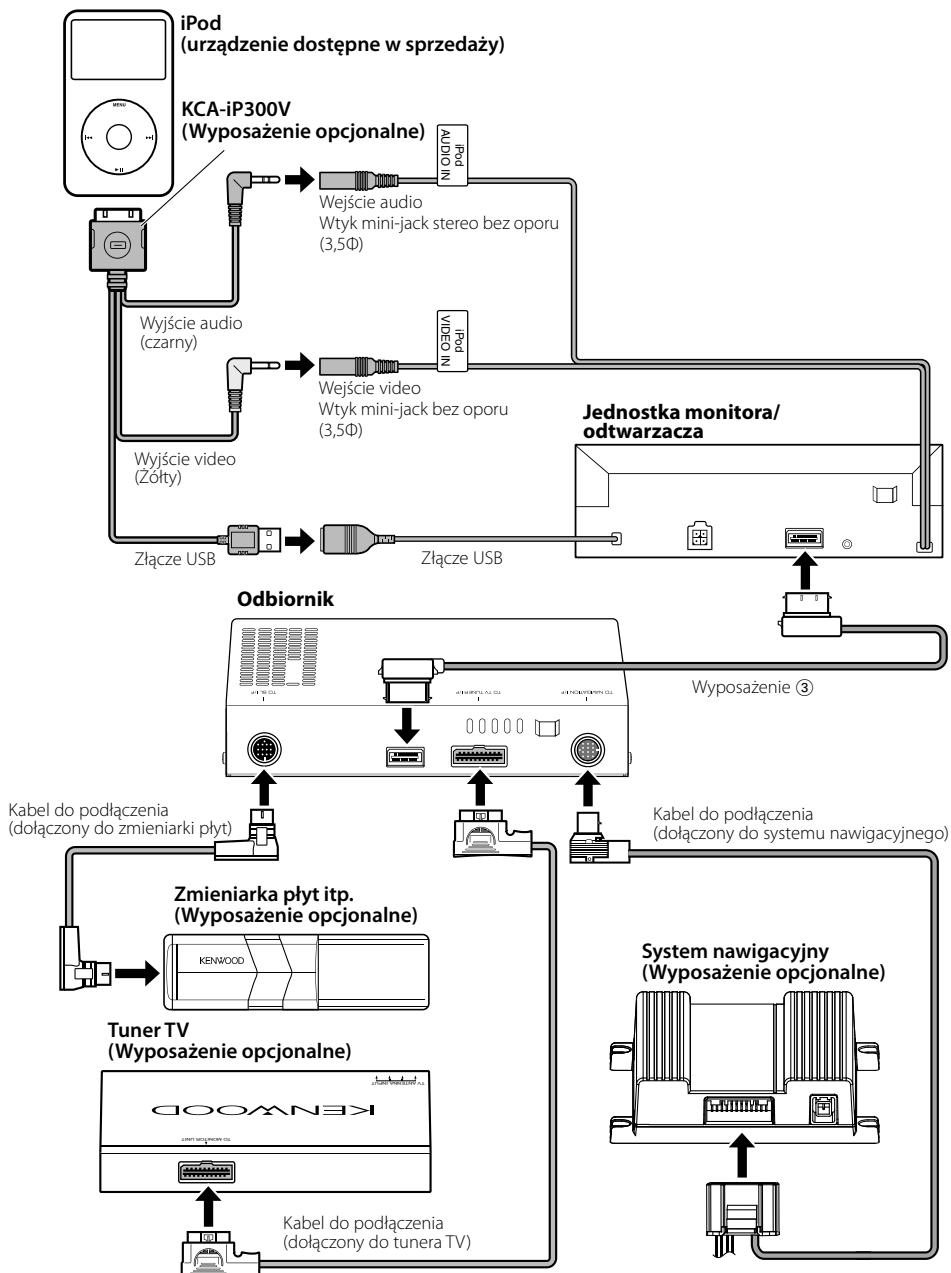 iPod
(urządzenie dostępne w sprzedaży)
MENU
KCA-iP300V
(Wyposażenie opcjonalne)
iPod
AUDIO IN
Wejście audio
Wtyk mini-jack stereo bez oporu
(3,5Φ)
Wyjście audio
(czarny)
iPod
VIDEO IN
Wejście video
Wtyk mini-jack bez oporu
(3,5Φ)
Wyjście video
(Żółty)
Jednostka monitora/
odtwarzacza
Złącze USB
Złącze USB
Odbiornik
Wyposażenie ③
TO 5L I/F
TO TV TUNER I/F
TO NAVIGATION I/F
Kabel do podłączenia
(dołączony do zmieniarki płyt)
Kabel do podłączenia
(dołączony do systemu nawigacyjnego)
Zmieniarka płyt itp.
(Wyposażenie opcjonalne)
KENWOOD
System nawigacyjny
(Wyposażenie opcjonalne)
Tuner TV
(Wyposażenie opcjonalne)
TV ANTENNA INPUT
KENWOOD
TO MONITOR UNIT
Kabel do podłączenia
(dołączony do tunera TV)